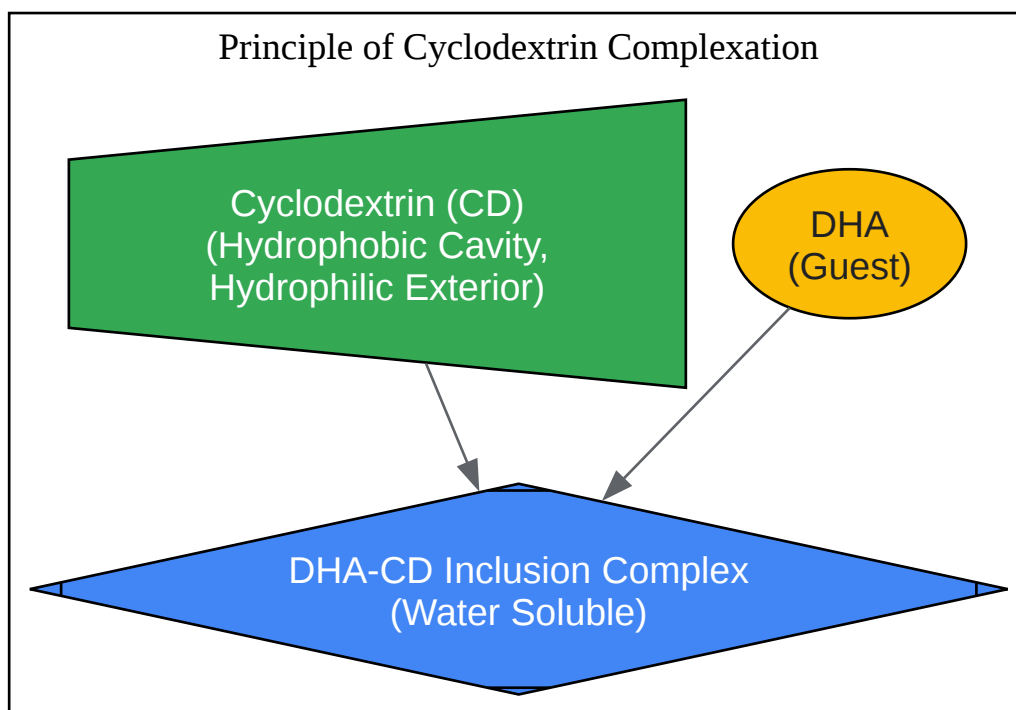 Principle of Cyclodextrin Complexation
Cyclodextrin (CD)
(Hydrophobic Cavity,
Hydrophilic Exterior)
DHA
(Guest)
DHA-CD Inclusion Complex
(Water Soluble)